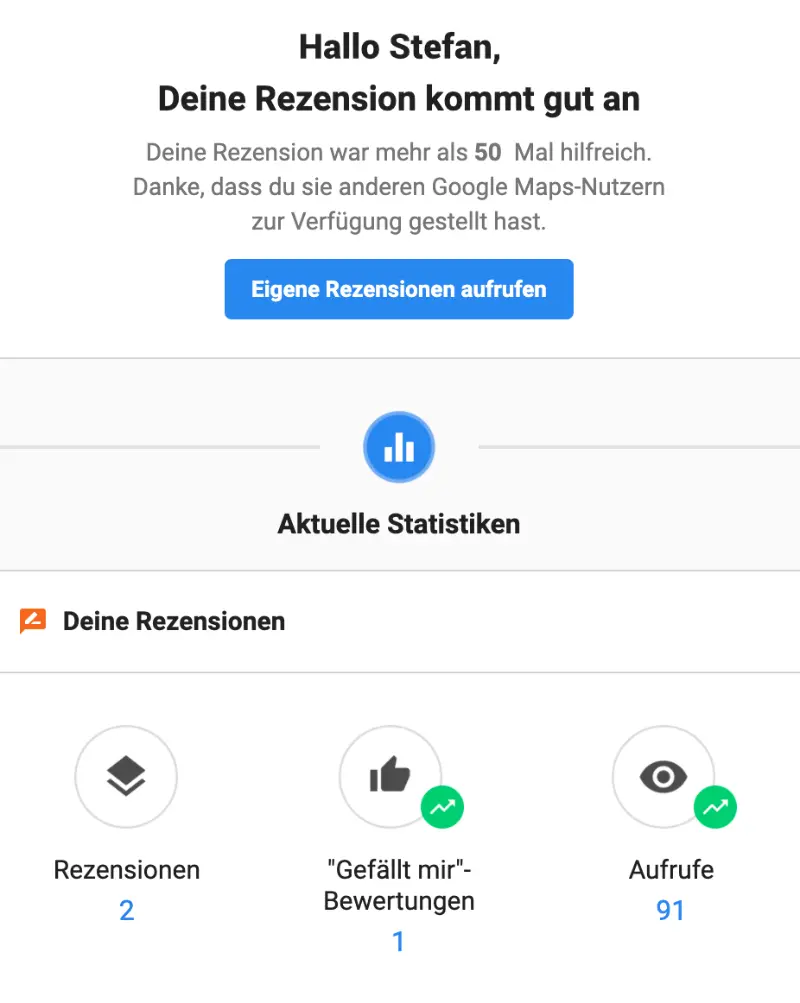 Hallo Stefan,
Deine Rezension kommt gut an
Deine Rezension war mehr als 50 Mal hilfreich.
Danke, dass du sie anderen Google Maps-Nutzern
zur Verfügung gestellt hast.
Eigene Rezensionen aufrufen
Aktuelle Statistiken
Deine Rezensionen
Rezensionen
2
"Gefällt mir"-
Bewertungen
1
Aufrufe
91